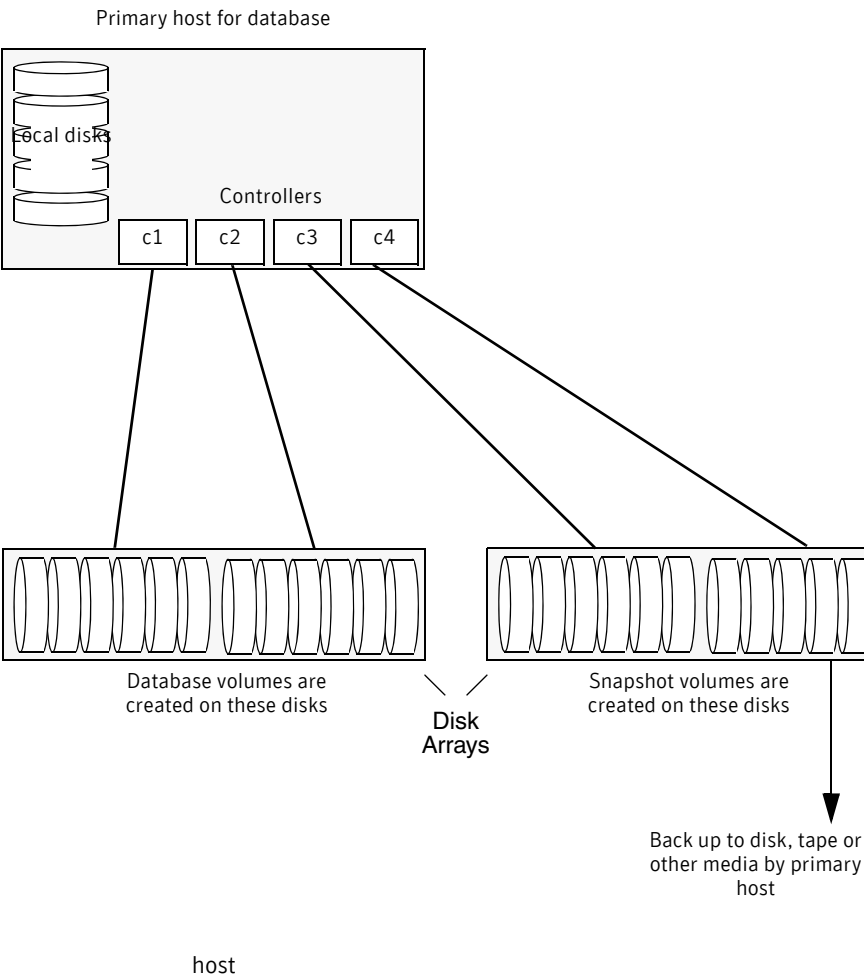 Primary host for database
Local disks
Controllers
c1
c2
c3
c4
Database volumes are
created on these disks
Snapshot volumes are
created on these disks
Disk
Arrays
Back up to disk, tape or
other media by primary
host
host